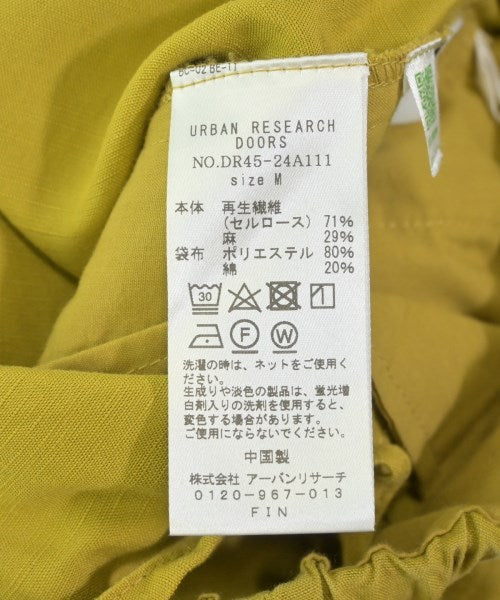 BC-02 BE-11
URBAN RESEARCH
DOORS
NO.DR45-24A111
size M
本体 再生繊維
(セルロース) 71%
麻 29%
袋布 ポリエステル 80%
綿 20%
30
F W
洗濯の時は、ネットをご使用く
ださい。
生成りや淡色の製品は、蛍光増
白剤入りの洗剤を使用すると、
変色する場合があります。
ご使用にならないでください。
中国製
株式会社 アーバンリサーチ
0120-967-013
FIN